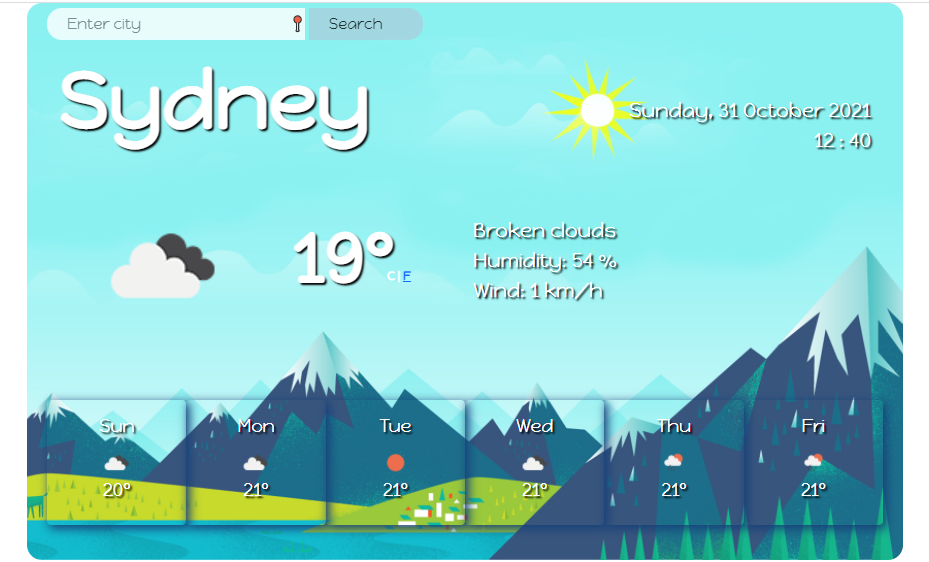 Enter city
Search
Sydney
Sunday, 31 October 2021
12 : 40
19°
C|F
Broken clouds
Humidity: 54 %
Wind: 1 km/h
Sun Mon Tue Wed Thu Fri
20° 21° 21° 21° 21° 21°